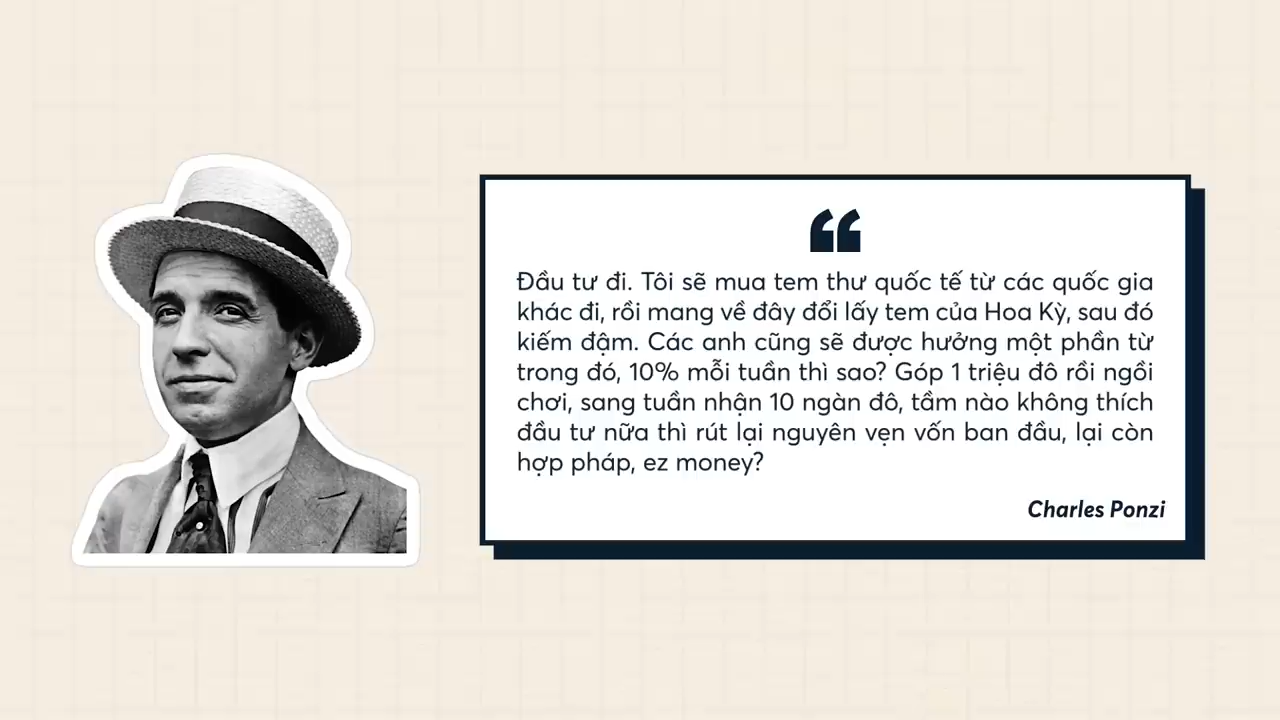 ❝
Đầu tư đi. Tôi sẽ mua tem thư quốc tế từ các quốc gia
khác đi, rồi mang về đây đổi lấy tem của Hoa Kỳ, sau đó
kiếm đậm. Các anh cũng sẽ được hưởng một phần từ
trong đó, 10% mỗi tuần thì sao? Góp 1 triệu đô rồi ngồi
chơi, sang tuần nhận 10 ngàn đô, tầm nào không thích
đầu tư nữa thì rút lại nguyên vẹn vốn ban đầu, lại còn
hợp pháp, ez money?
Charles Ponzi